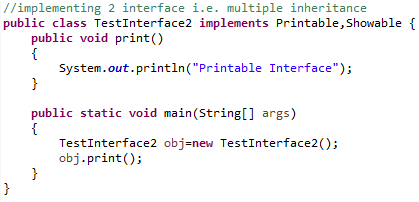 //implementing 2 interface i.e. multiple inheritance
public class TestInterface2 implements Printable,Showable {
    public void print()
    {
        System.out.println("Printable Interface");
    }

    public static void main(String[] args)
    {
        TestInterface2 obj=new TestInterface2();
        obj.print();
    }
}